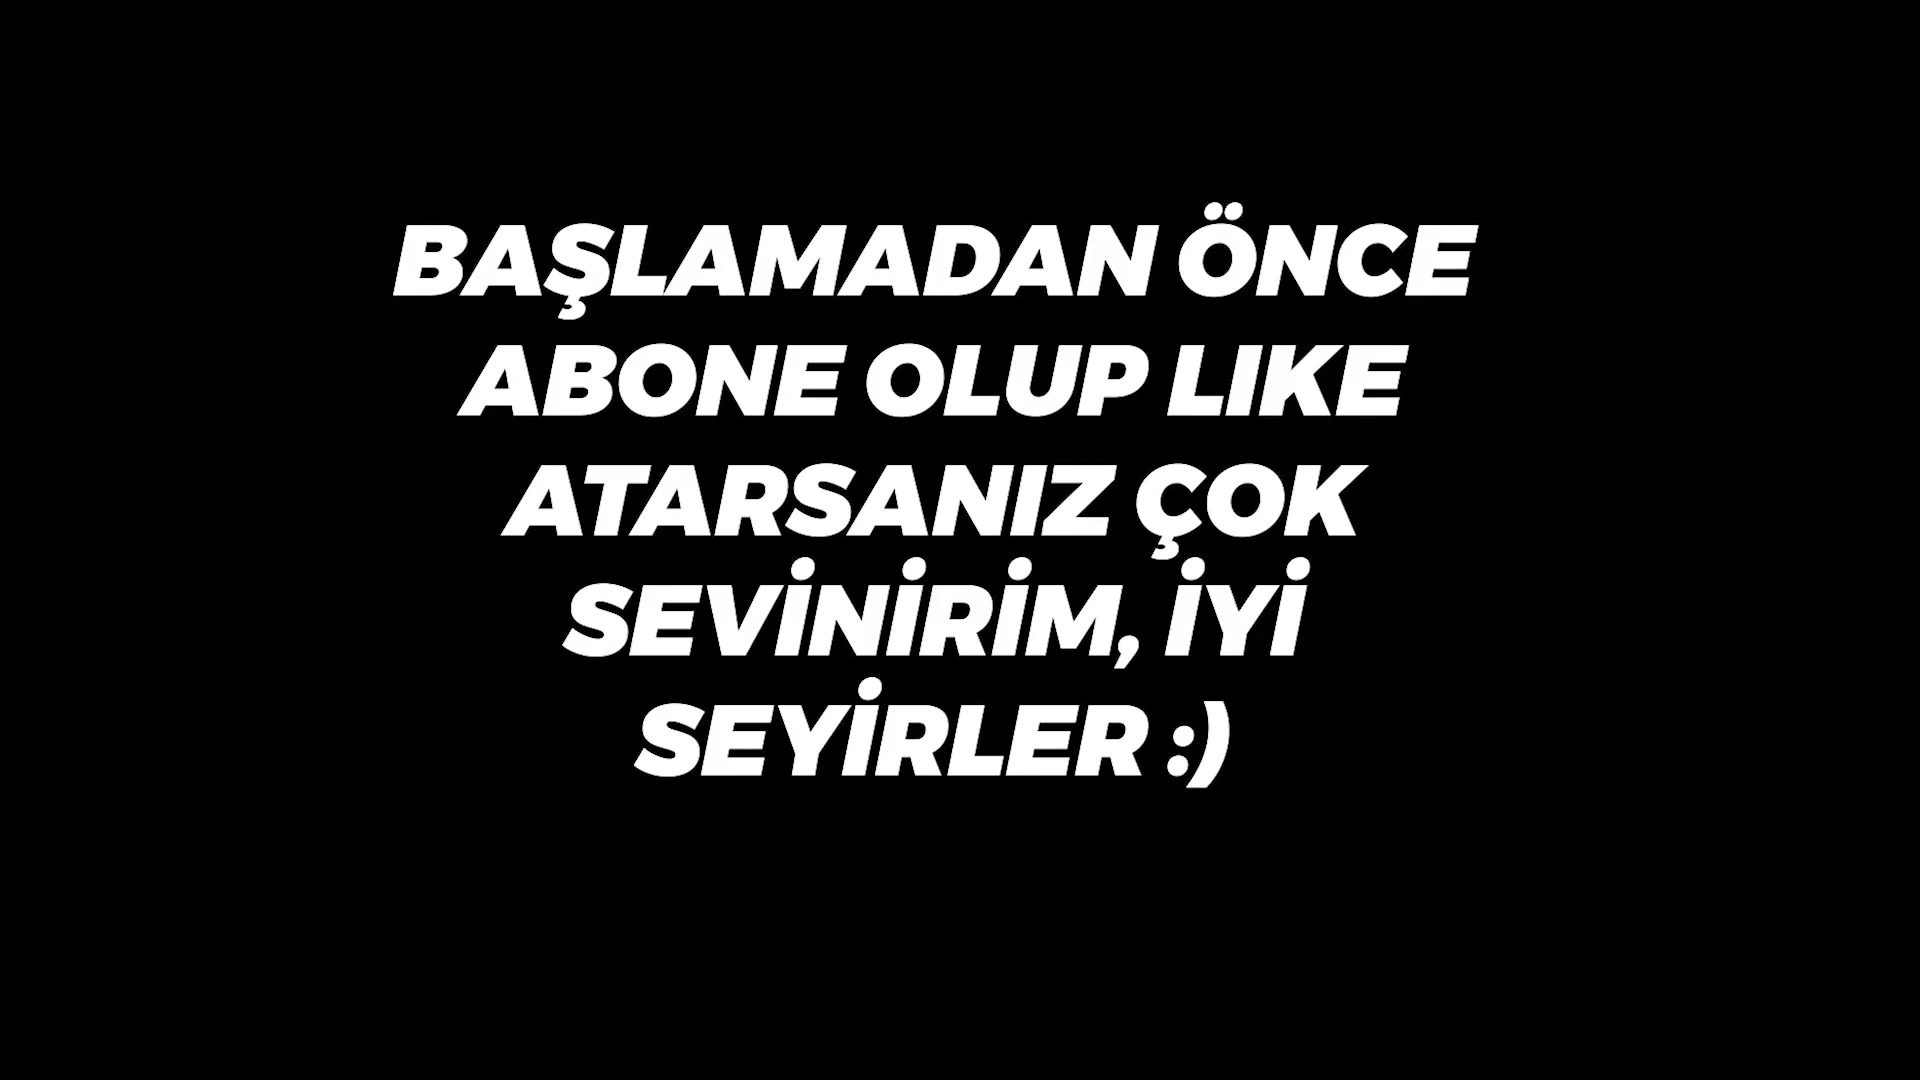 BAŞLAMADAN ÖNCE
ABONE OLUP LIKE
ATARSANIZ ÇOK
SEVİNİRİM, İYİ
SEYİRLER :)